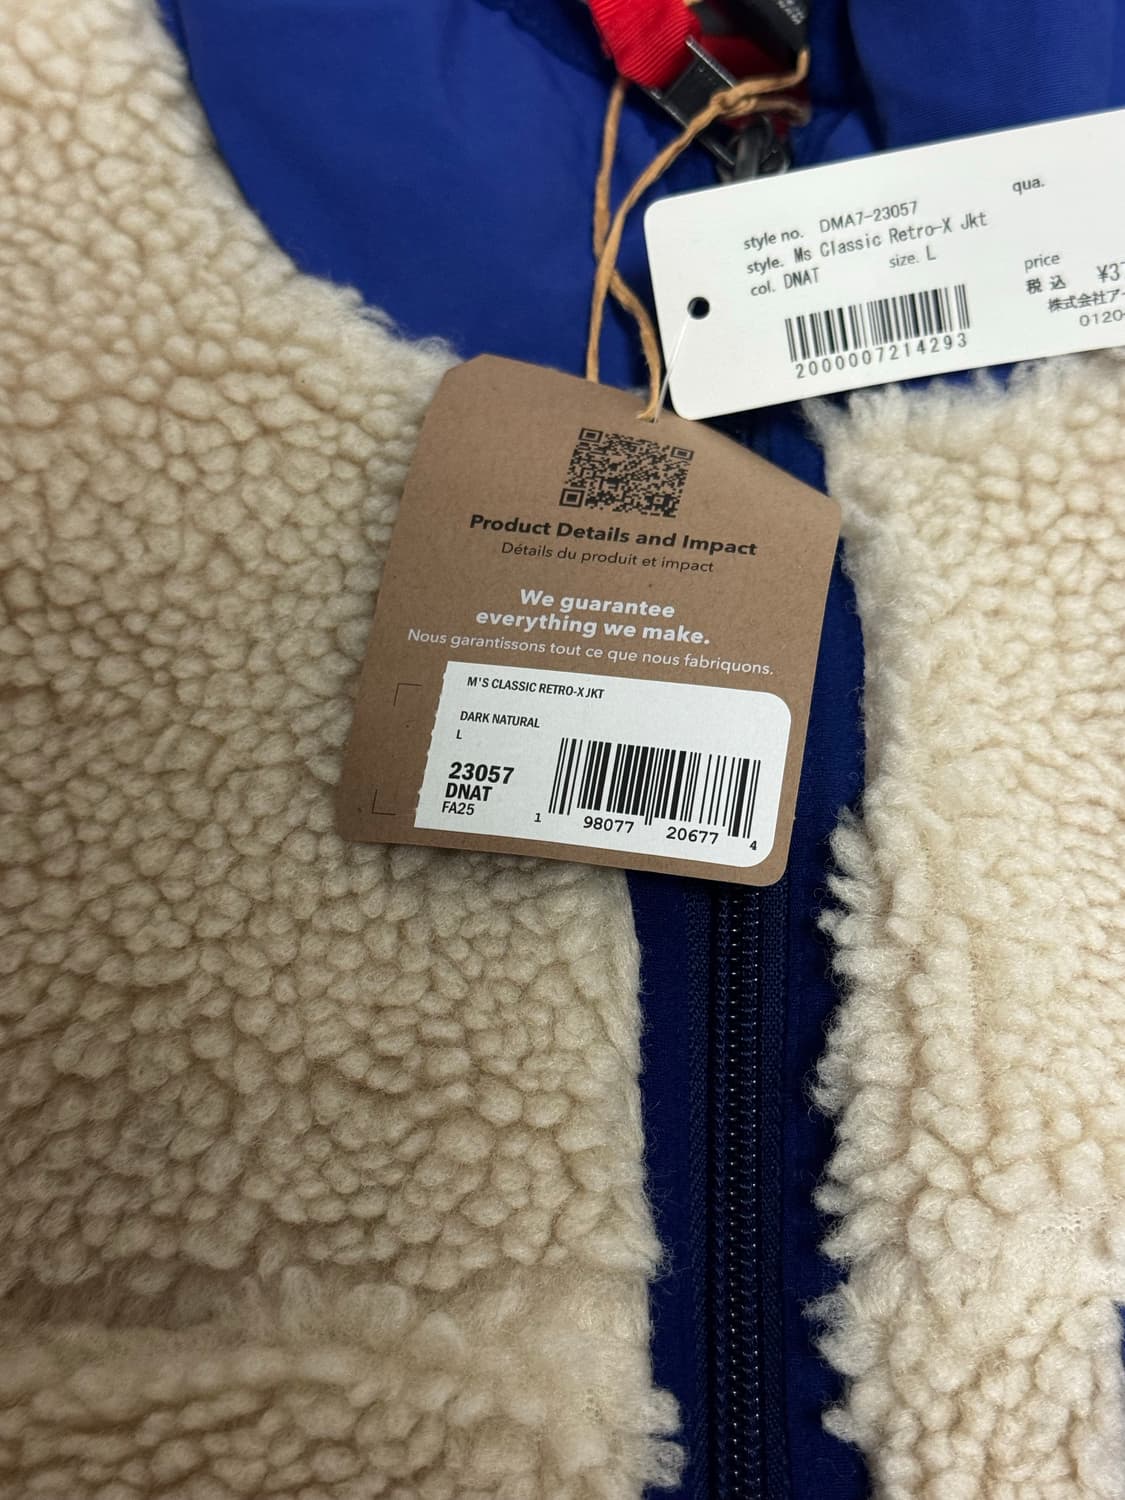 qua.
style no. DMA7-23057
style. Ms Classic Retro-X Jkt
col. DNAT size. L
price
税込 ¥37
株式会社アー
0120-
2000007214293
Product Details and Impact
Détails du produit et impact
We guarantee
everything we make.
Nous garantissons tout ce que nous fabriquons.
M'S CLASSIC RETRO-X JKT
DARK NATURAL
L
23057
DNAT
FA25
1 98077 20677 4